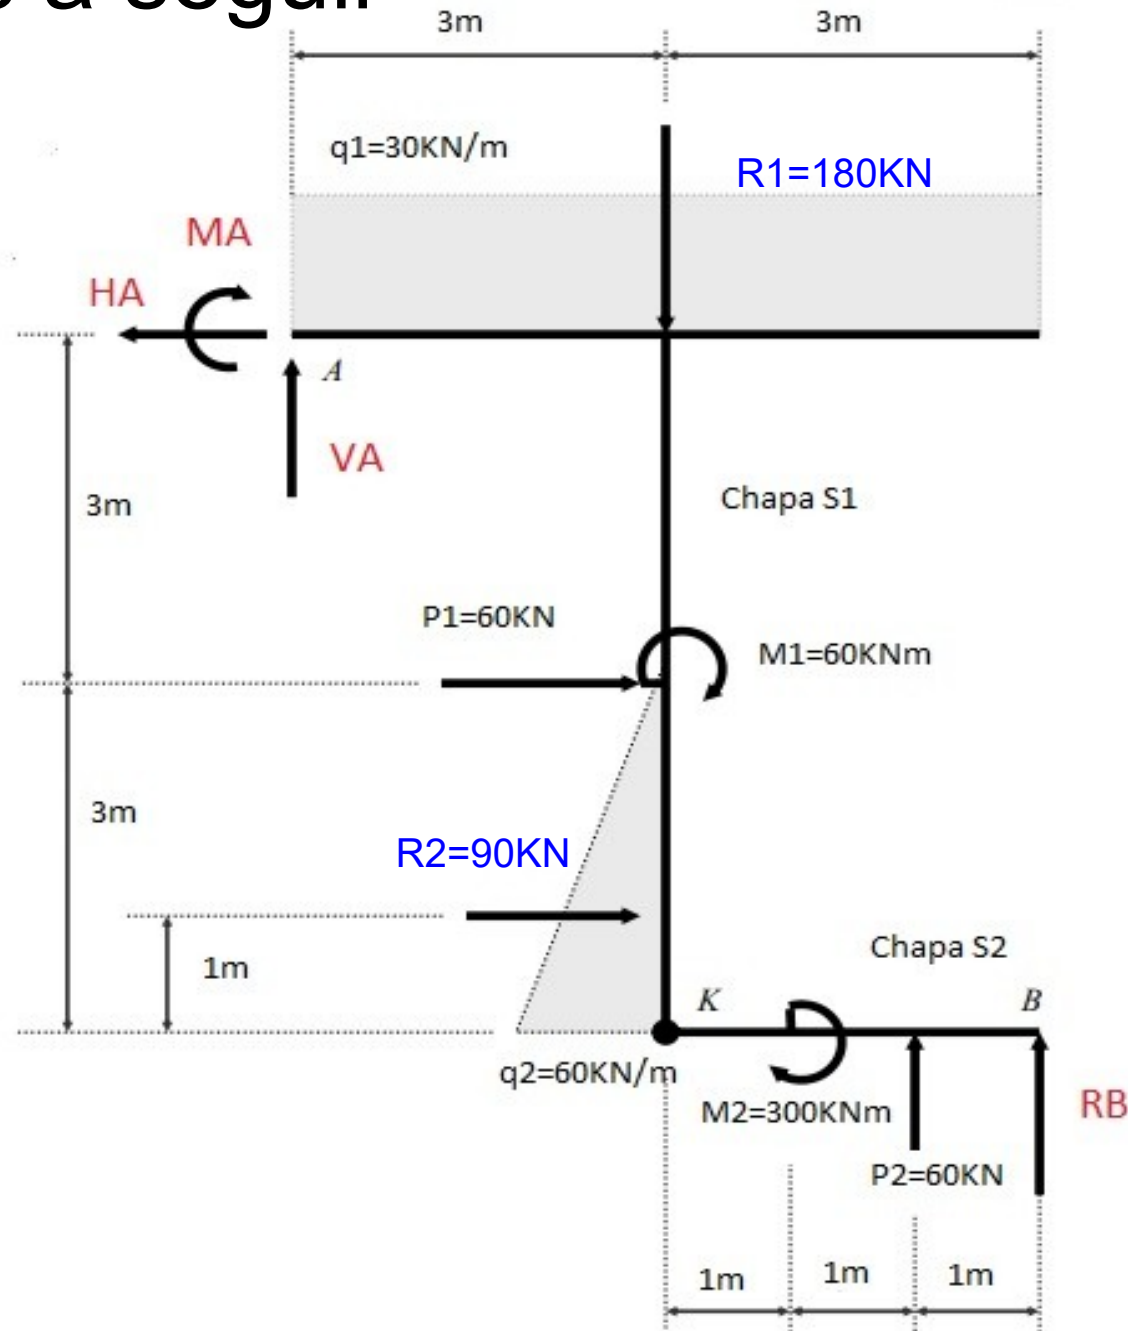 a seguir
3m
3m
q1=30KN/m
R1=180KN
MA
HA
A
VA
3m
Chapa S1
P1=60KN
M1=60KNm
3m
R2=90KN
1m
Chapa S2
K
B
q2=60KN/m
M2=300KNm
RB
P2=60KN
1m
1m
1m